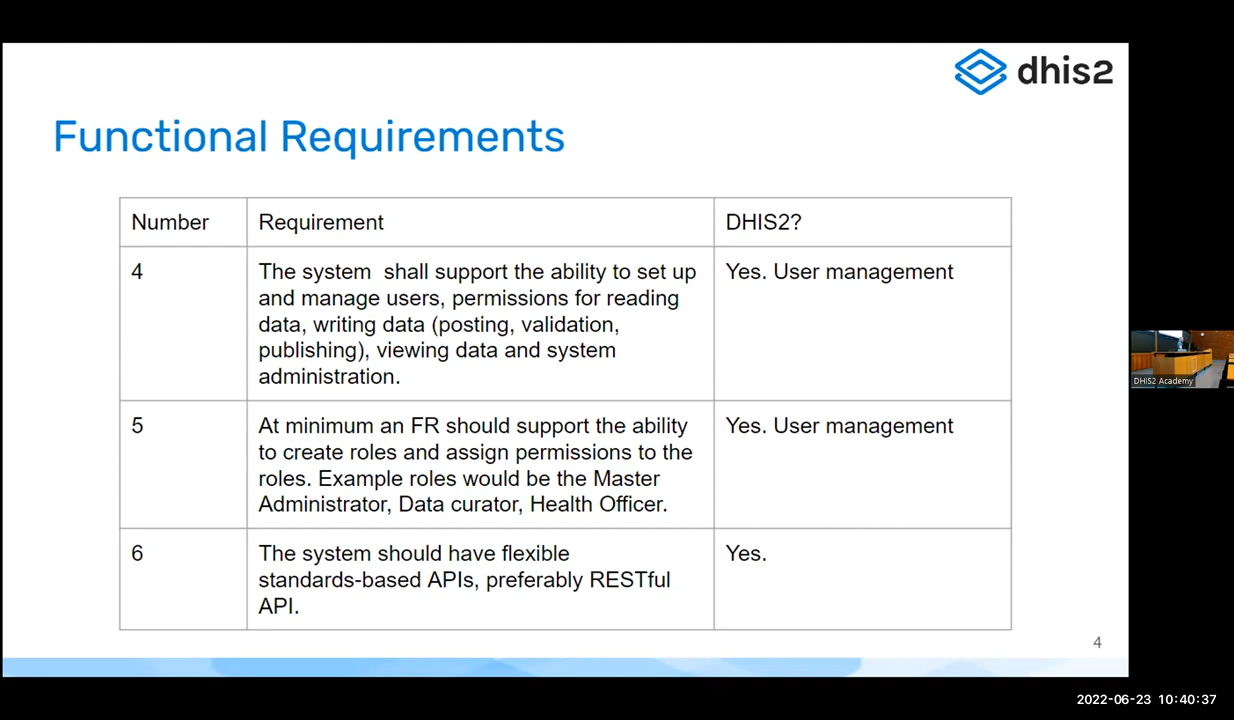 dhis2
Functional Requirements
Number
Requirement
DHIS2?
4
The system  shall support the ability to set up
and manage users, permissions for reading
data, writing data (posting, validation,
publishing), viewing data and system
administration.
Yes. User management
5
At minimum an FR should support the ability
to create roles and assign permissions to the
roles. Example roles would be the Master
Administrator, Data curator, Health Officer.
Yes. User management
6
The system should have flexible
standards-based APIs, preferably RESTful
API.
Yes.
4
DHIS2 Academy
2022-06-23 10:40:37